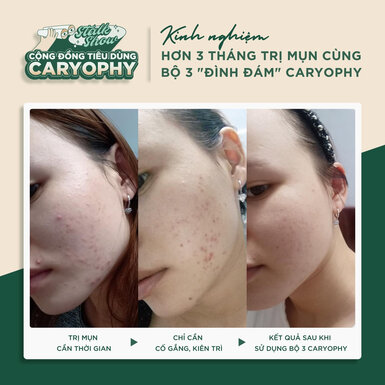 Smile Show
CỘNG ĐỒNG TIÊU DÙNG
CARYOPHY
Kinh nghiệm
HƠN 3 THÁNG TRỊ MỤN CÙNG
BỘ 3 "ĐÌNH ĐÁM" CARYOPHY
TRỊ MỤN
CẦN THỜI GIAN
CHỈ CẦN
CỐ GẮNG, KIÊN TRÌ
KẾT QUẢ SAU KHI
SỬ DỤNG BỘ 3 CARYOPHY